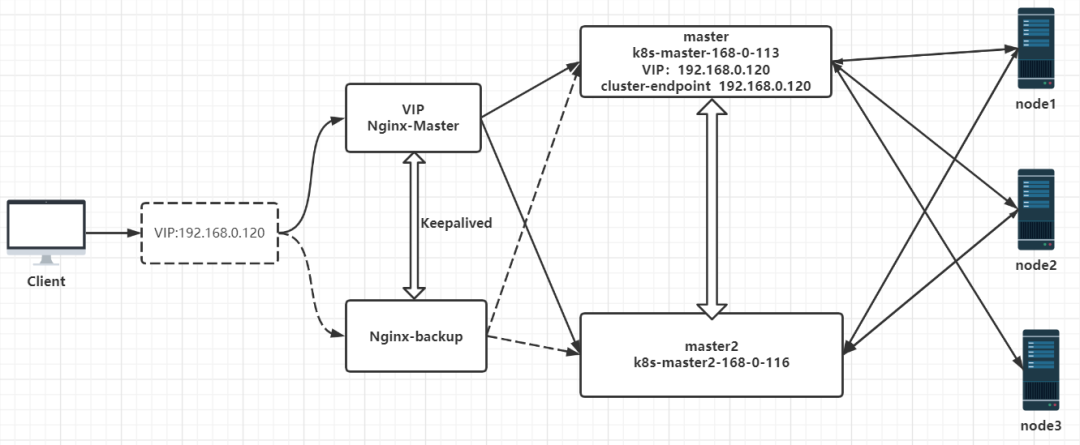 Client
VIP:192.168.0.120
VIP
Nginx-Master
Keepalived
Nginx-backup
master
k8s-master-168-0-113
VIP: 192.168.0.120
cluster-endpoint 192.168.0.120
master2
k8s-master2-168-0-116
node1
node2
node3